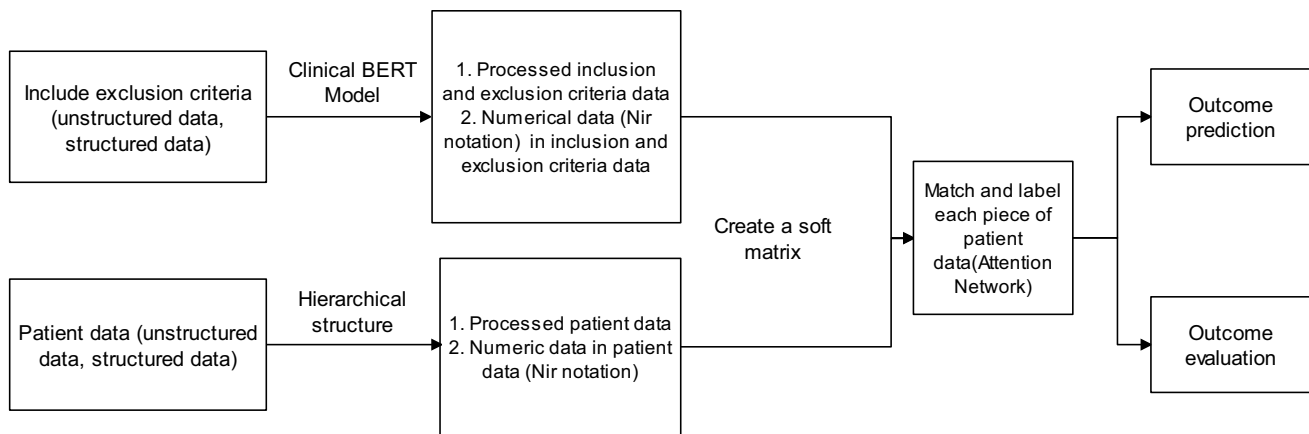 Include exclusion criteria
(unstructured data,
structured data)
Clinical BERT
Model
1. Processed inclusion
and exclusion criteria data
2. Numerical data (Nir
notation) in inclusion and
exclusion criteria data
Patient data (unstructured
data, structured data)
Hierarchical
structure
1. Processed patient data
2. Numeric data in patient
data (Nir notation)
Create a soft
matrix
Match and label
each piece of
patient
data(Attention
Network)
Outcome
prediction
Outcome
evaluation